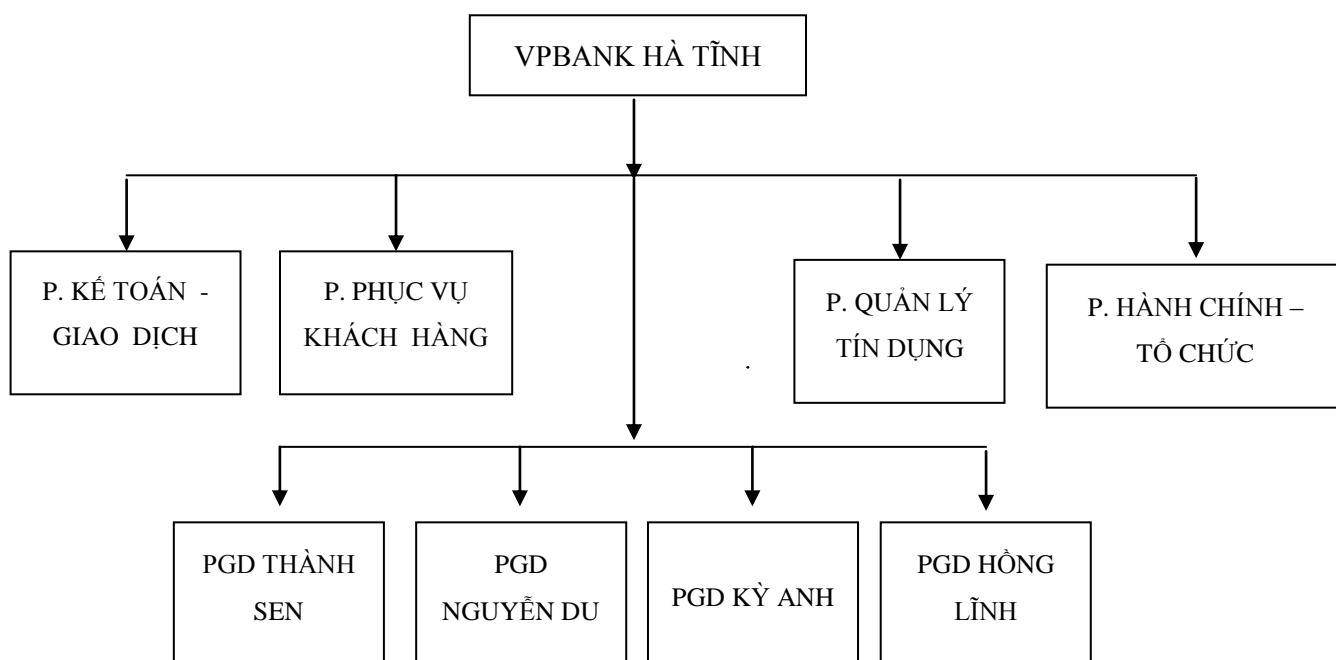 VPBANK HÀ TĨNH
P. KẾ TOÁN -
GIAO DỊCH
P. PHỤC VỤ
KHÁCH HÀNG
.
P. QUẢN LÝ
TÍN DỤNG
P. HÀNH CHÍNH –
TỔ CHỨC
PGD THÀNH
SEN
PGD
NGUYỄN DU
PGD KỲ ANH
PGD HỒNG
LĨNH